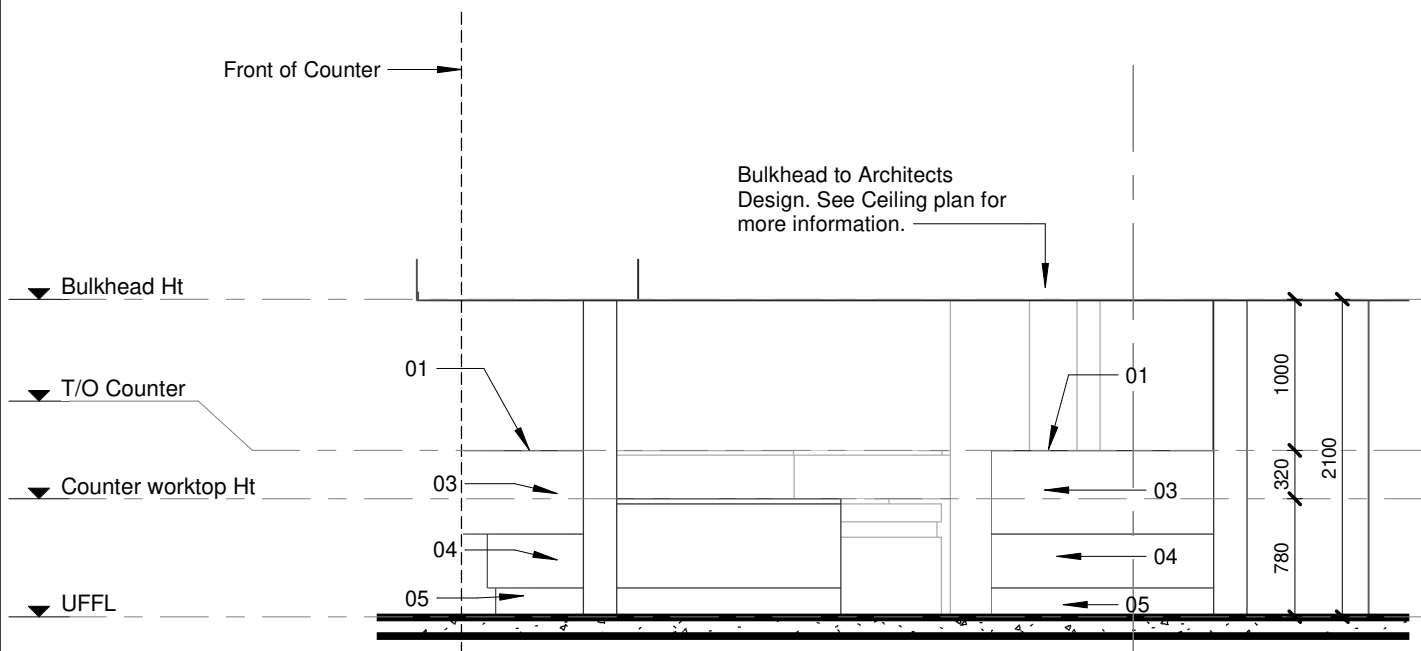 Front of Counter
Bulkhead to Architects
Design. See Ceiling plan for
more information.
Bulkhead Ht
01
T/O Counter
01
1000
2100
320
Counter worktop Ht
03
03
04
04
780
UFFL
05
05